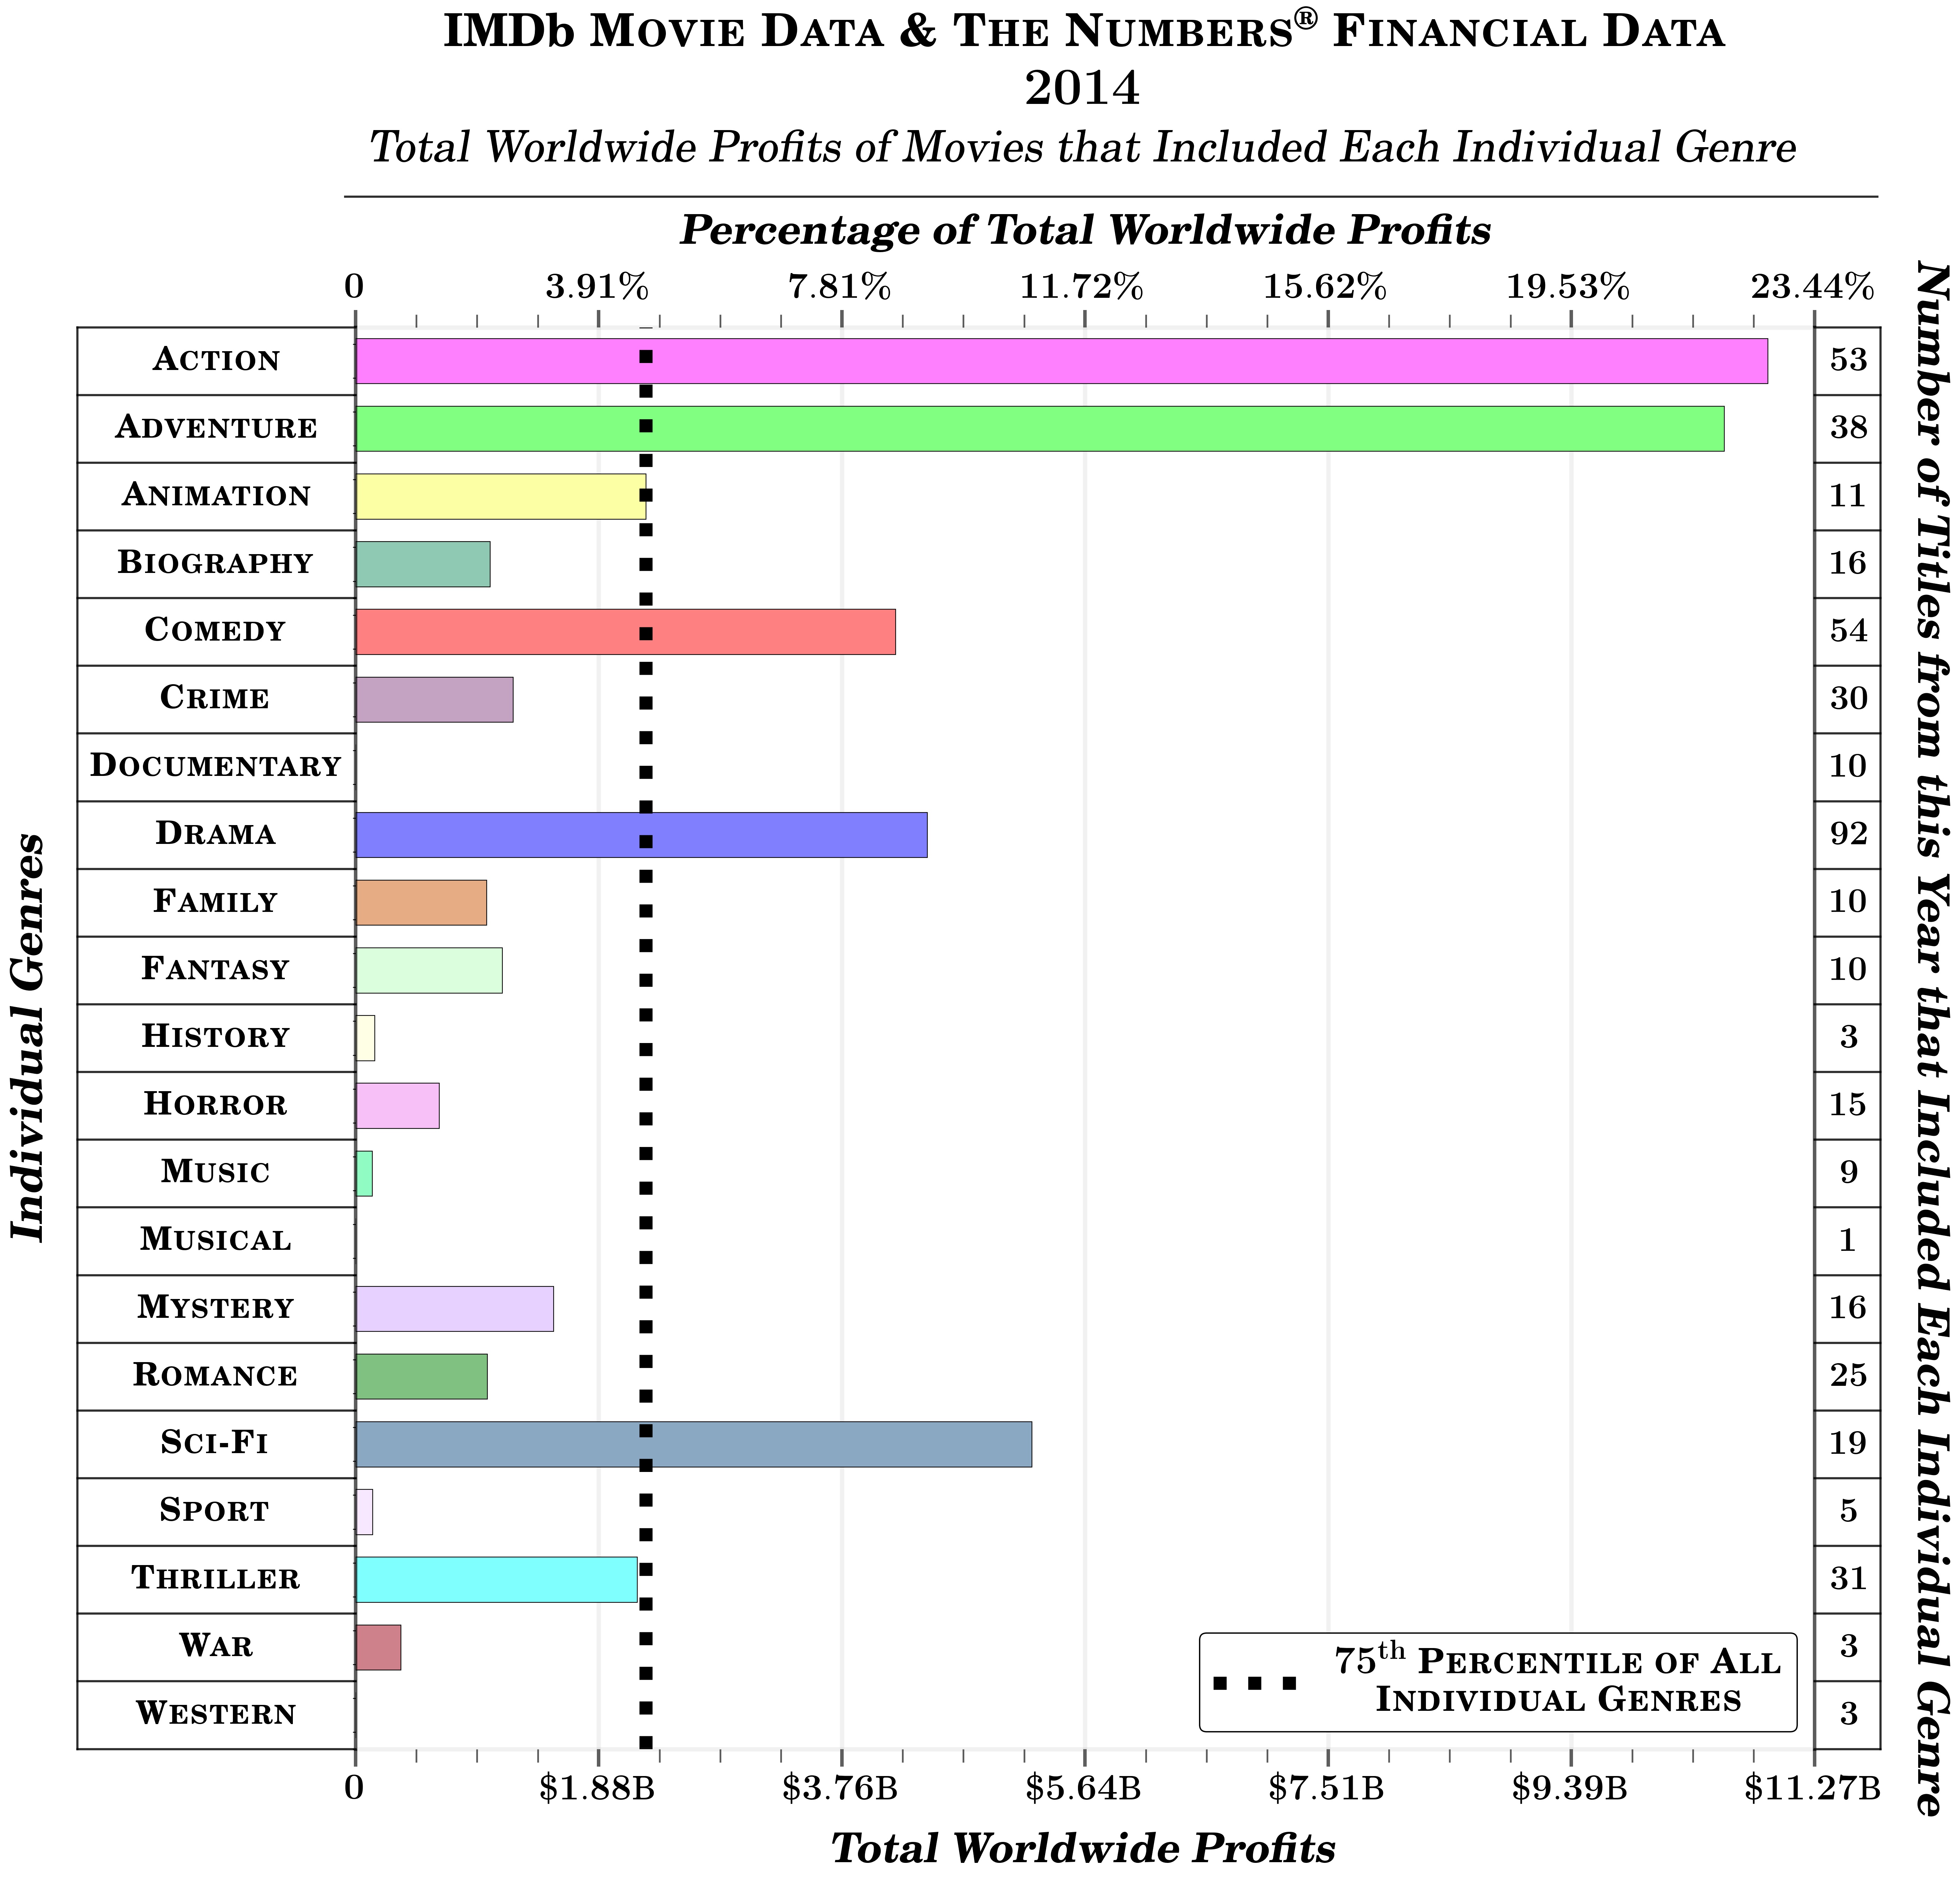 IMDb MOVIE DATA & THE NUMBERS® FINANCIAL DATA
2014
Total Worldwide Profits of Movies that Included Each Individual Genre
Percentage of Total Worldwide Profits
0 3.91% 7.81% 11.72% 15.62% 19.53% 23.44%
Individual Genres
Number of Titles from this Year that Included Each Individual Genre
ACTION 53
ADVENTURE 38
ANIMATION 11
BIOGRAPHY 16
COMEDY 54
CRIME 30
DOCUMENTARY 10
DRAMA 92
FAMILY 10
FANTASY 10
HISTORY 3
HORROR 15
MUSIC 9
MUSICAL 1
MYSTERY 16
ROMANCE 25
SCI-FI 19
SPORT 5
THRILLER 31
WAR 3
WESTERN 3
75th PERCENTILE OF ALL
INDIVIDUAL GENRES
0 $1.88B $3.76B $5.64B $7.51B $9.39B $11.27B
Total Worldwide Profits